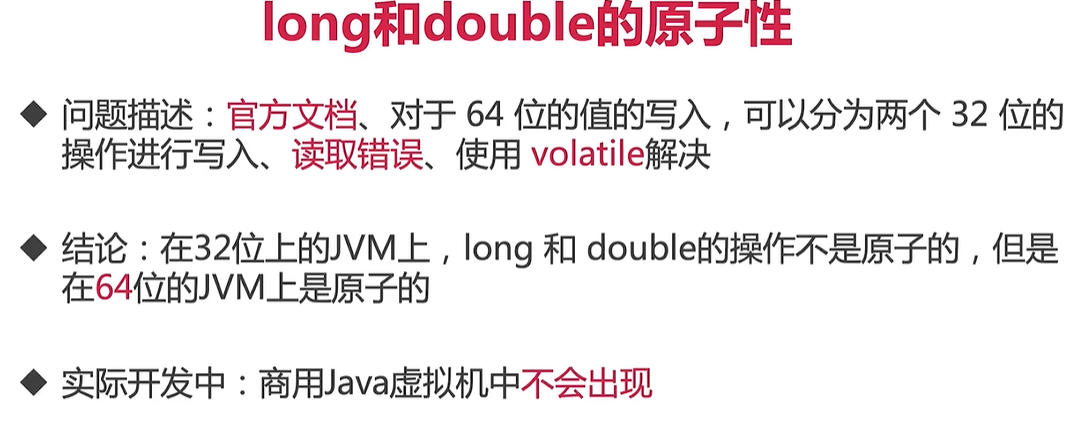 long和double的原子性
◆ 问题描述：官方文档、对于 64 位的值的写入，可以分为两个 32 位的
操作进行写入、读取错误、使用 volatile解决
◆ 结论：在32位上的JVM上，long 和 double的操作不是原子的，但是
在64位的JVM上是原子的
◆ 实际开发中：商用Java虚拟机中不会出现